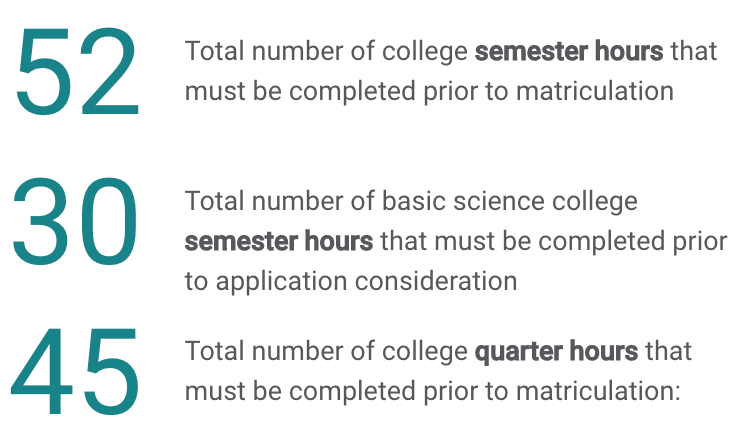 52
Total number of college semester hours that
must be completed prior to matriculation
30
Total number of basic science college
semester hours that must be completed prior
to application consideration
45
Total number of college quarter hours that
must be completed prior to matriculation: